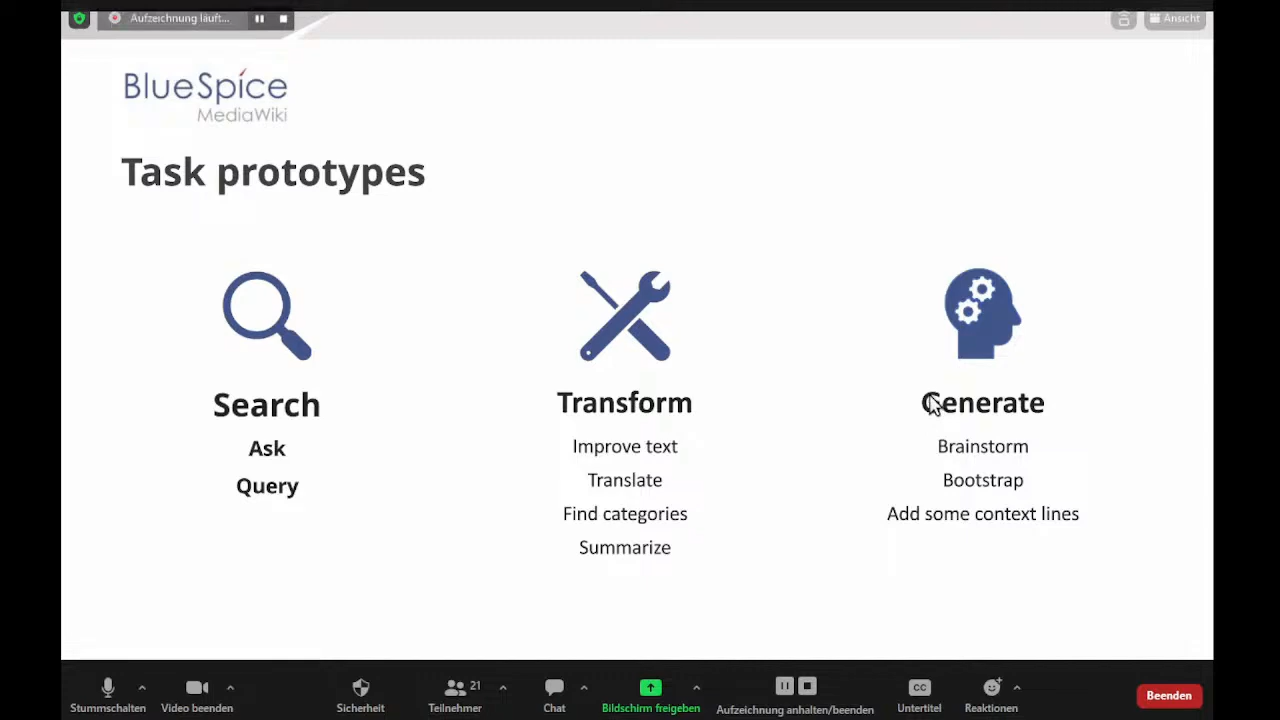 Aufzeichnung läuft...
Ansicht
BlueSpice
MediaWiki
Task prototypes
Search
Ask
Query
Transform
Improve text
Translate
Find categories
Summarize
Generate
Brainstorm
Bootstrap
Add some context lines
Stummschalten
Video beenden
Sicherheit
21
Teilnehmer
Chat
Bildschirm freigeben
Aufzeichnung anhalten/beenden
CC
Untertitel
Reaktionen
Beenden